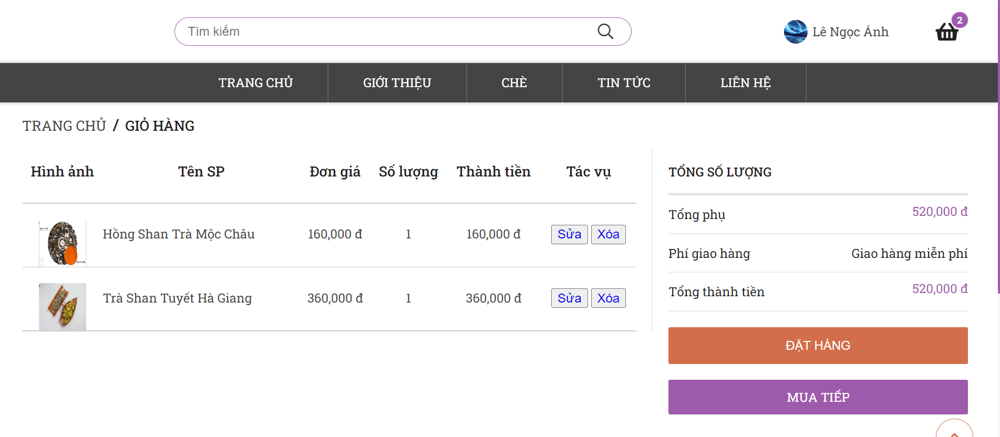 Tìm kiếm
Lê Ngọc Ánh
2
TRANG CHỦ
GIỚI THIỆU
CHÈ
TIN TỨC
LIÊN HỆ
TRANG CHỦ / GIỎ HÀNG
Hình ảnh Tên SP Đơn giá Số lượng Thành tiền Tác vụ
Hồng Shan Trà Mộc Châu 160,000 đ 1 160,000 đ Sửa Xóa
Trà Shan Tuyết Hà Giang 360,000 đ 1 360,000 đ Sửa Xóa
TỔNG SỐ LƯỢNG
Tổng phụ 520,000 đ
Phí giao hàng Giao hàng miễn phí
Tổng thành tiền 520,000 đ
ĐẶT HÀNG
MUA TIẾP